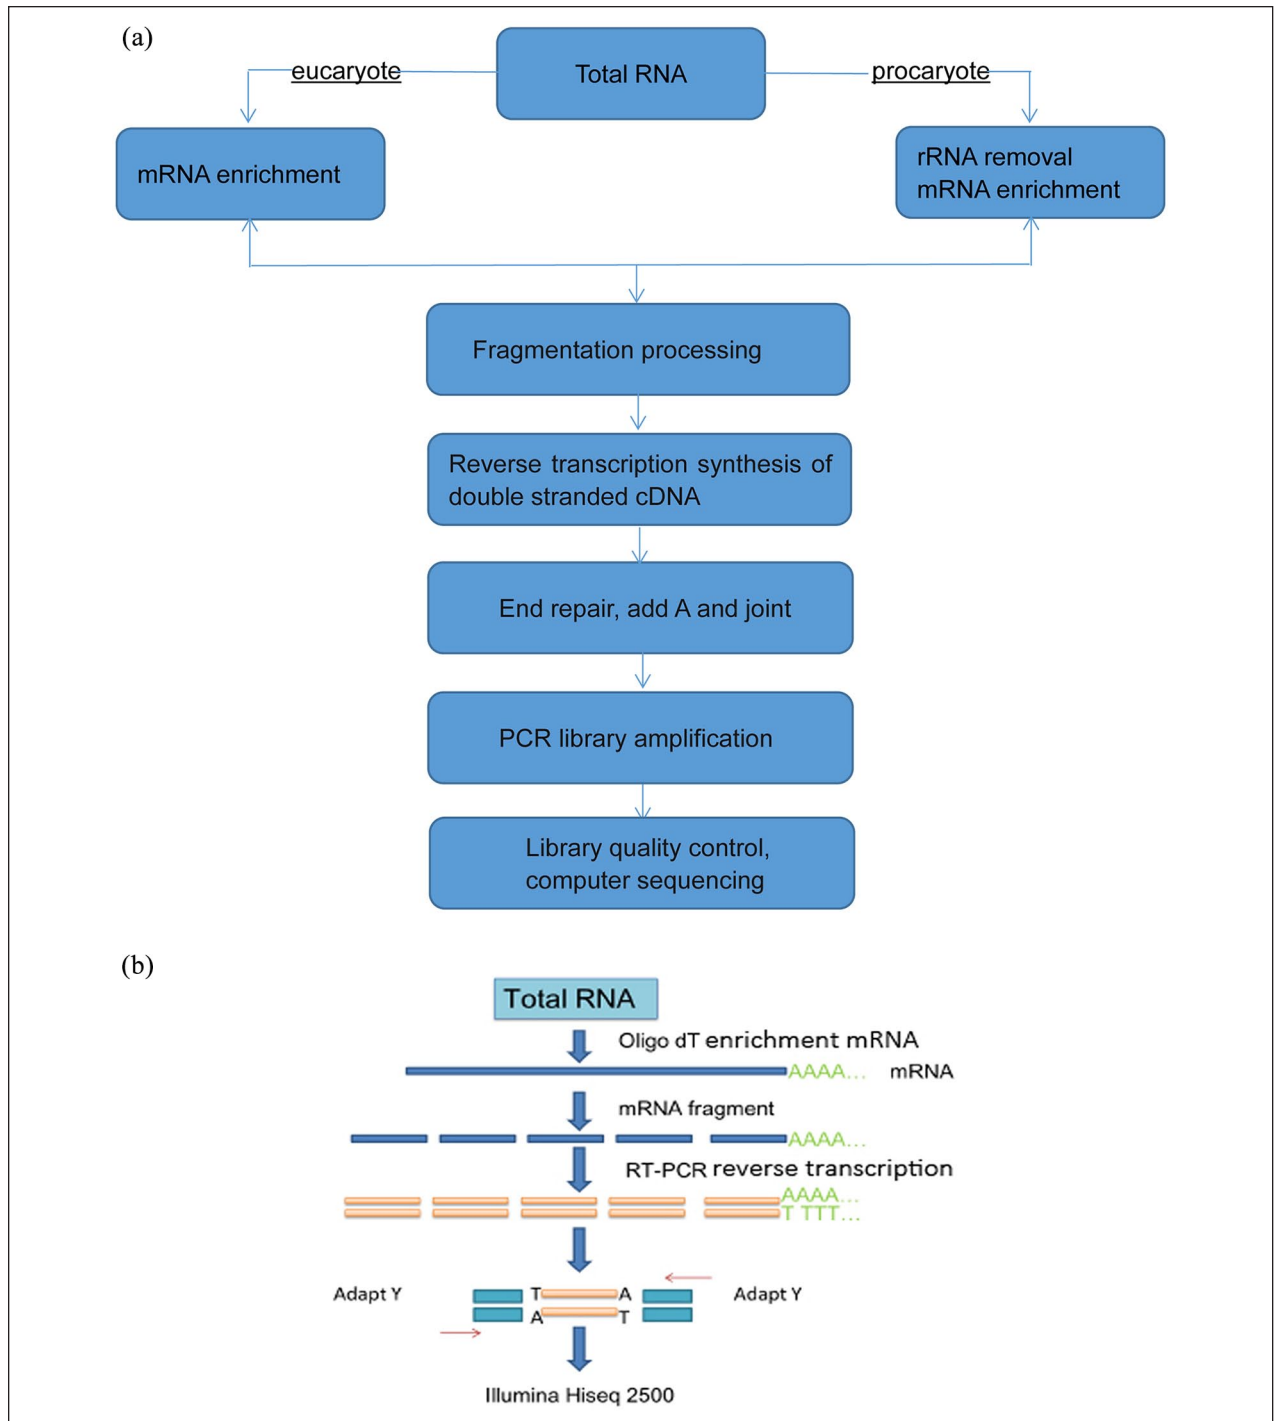 (a)
Total RNA
eucaryote
procaryote
mRNA enrichment
rRNA removal
mRNA enrichment
Fragmentation processing
Reverse transcription synthesis of
double stranded cDNA
End repair, add A and joint
PCR library amplification
Library quality control,
computer sequencing
(b)
Total RNA
Oligo dT enrichment mRNA
AAAA... mRNA
mRNA fragment
AAAA...
RT-PCR reverse transcription
AAAA...
T TTT...
Adapt Y T A Adapt Y
A T
Illumina Hiseq 2500